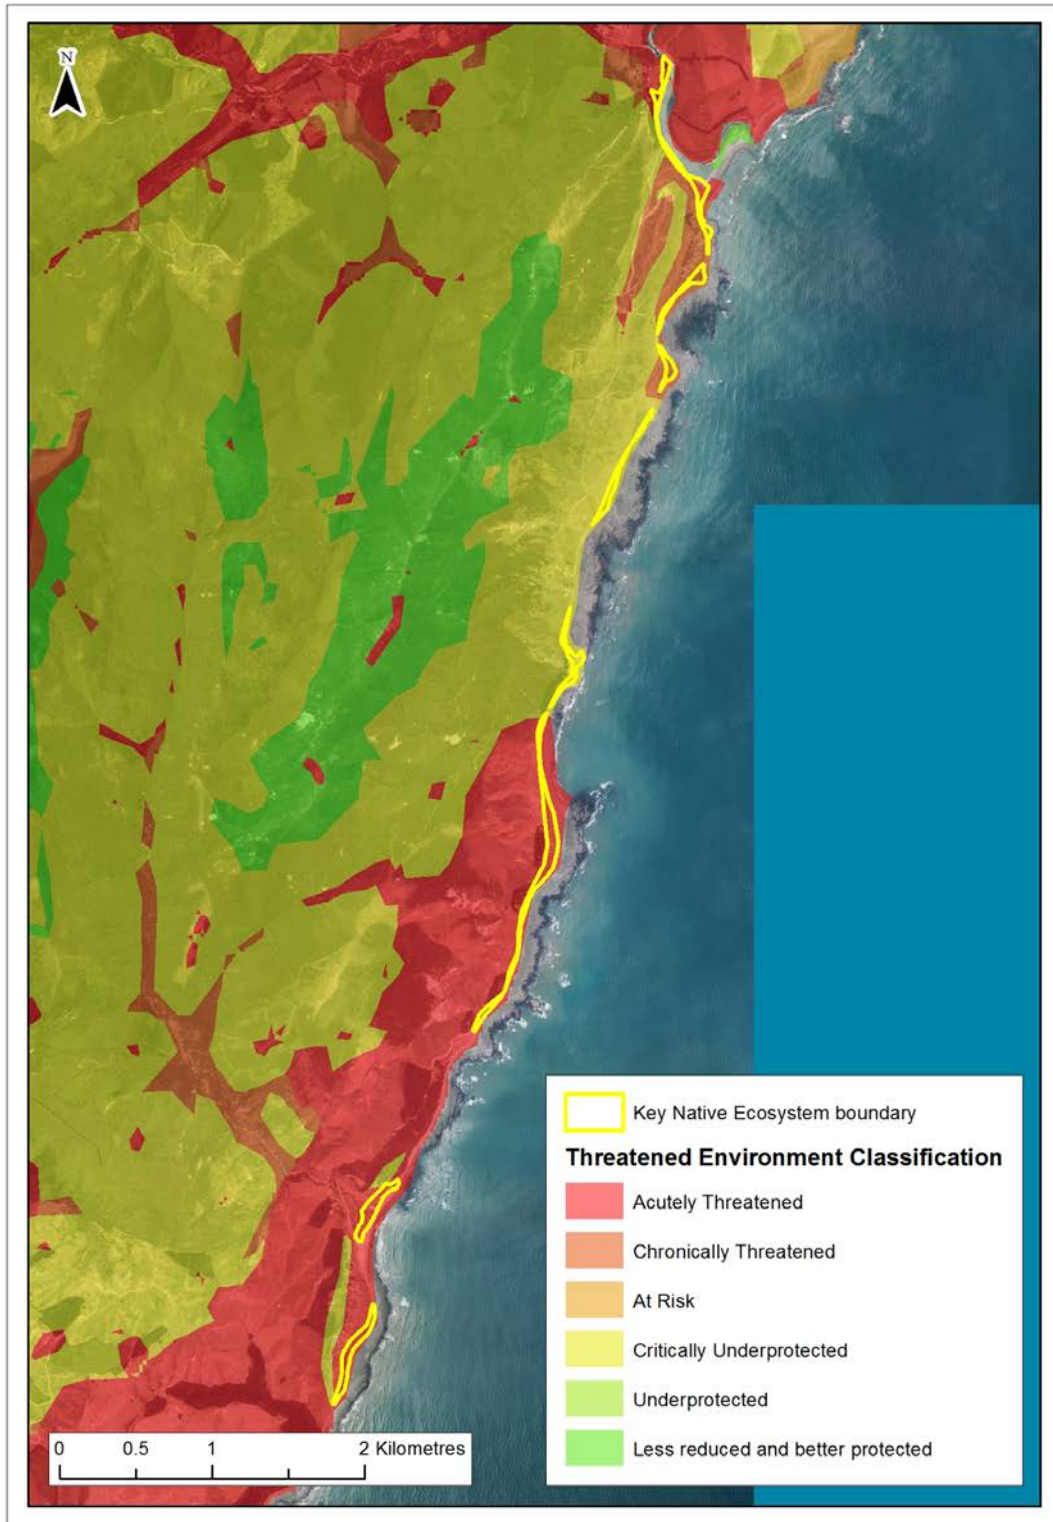 N
Key Native Ecosystem boundary
Threatened Environment Classification
Acutely Threatened
Chronically Threatened
At Risk
Critically Underprotected
Underprotected
Less reduced and better protected
0 0.5 1 2 Kilometres